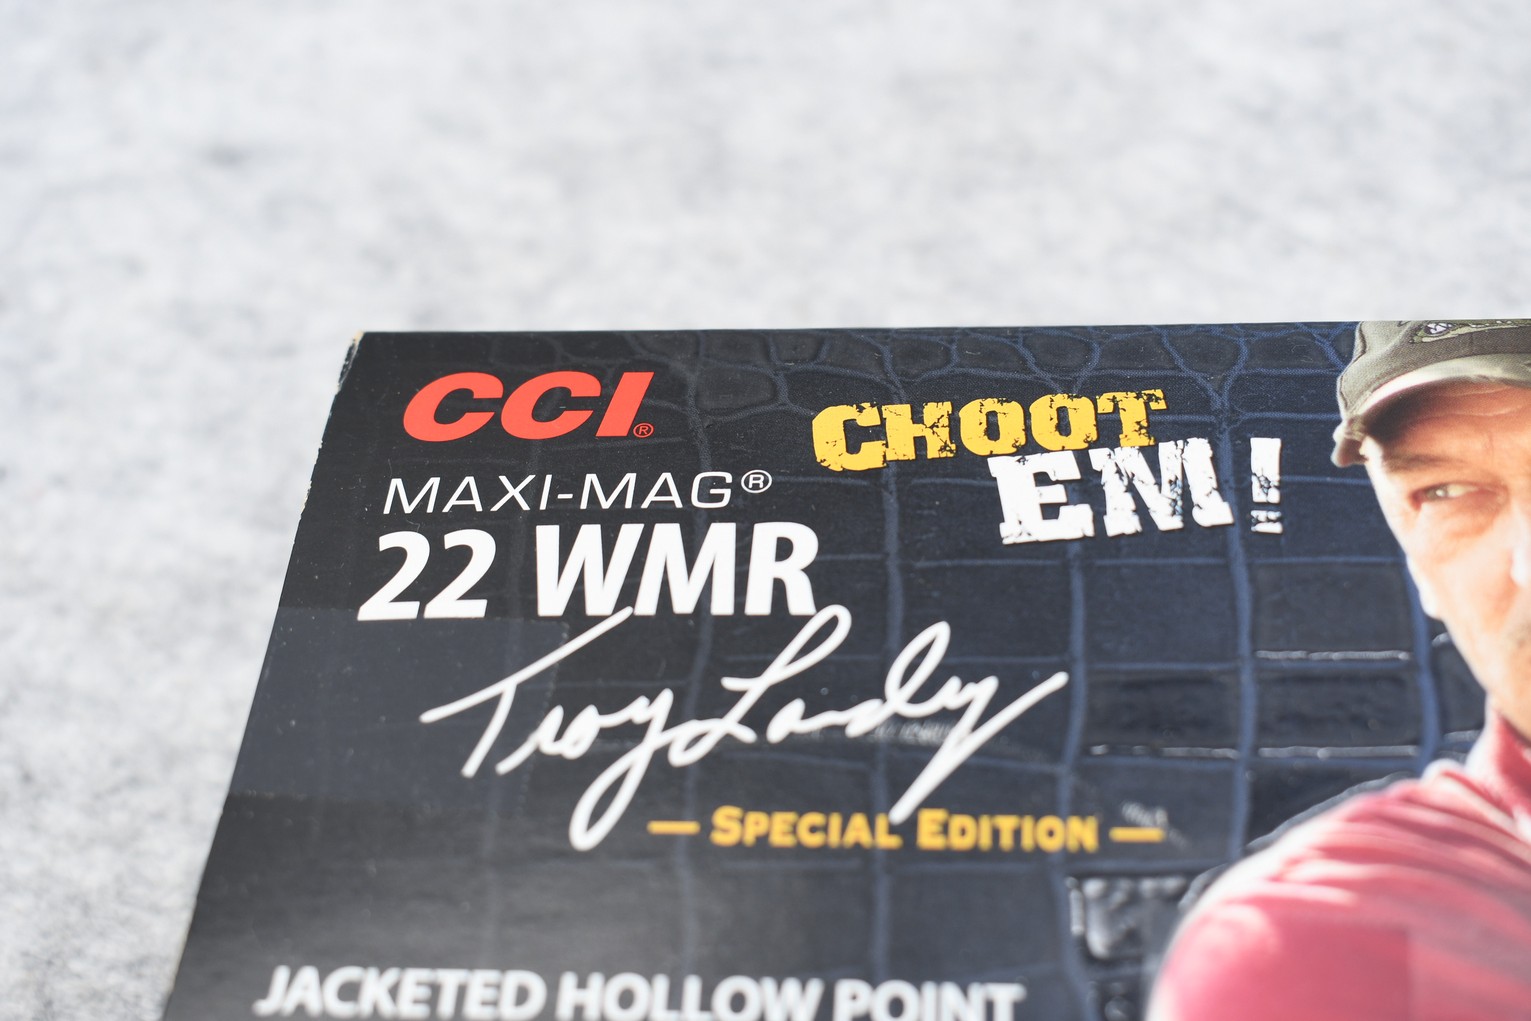 CCI®
MAXI-MAG®
22 WMR
CHOOT
EM!
Troy Landry
— SPECIAL EDITION —
JACKETED HOLLOW POINT